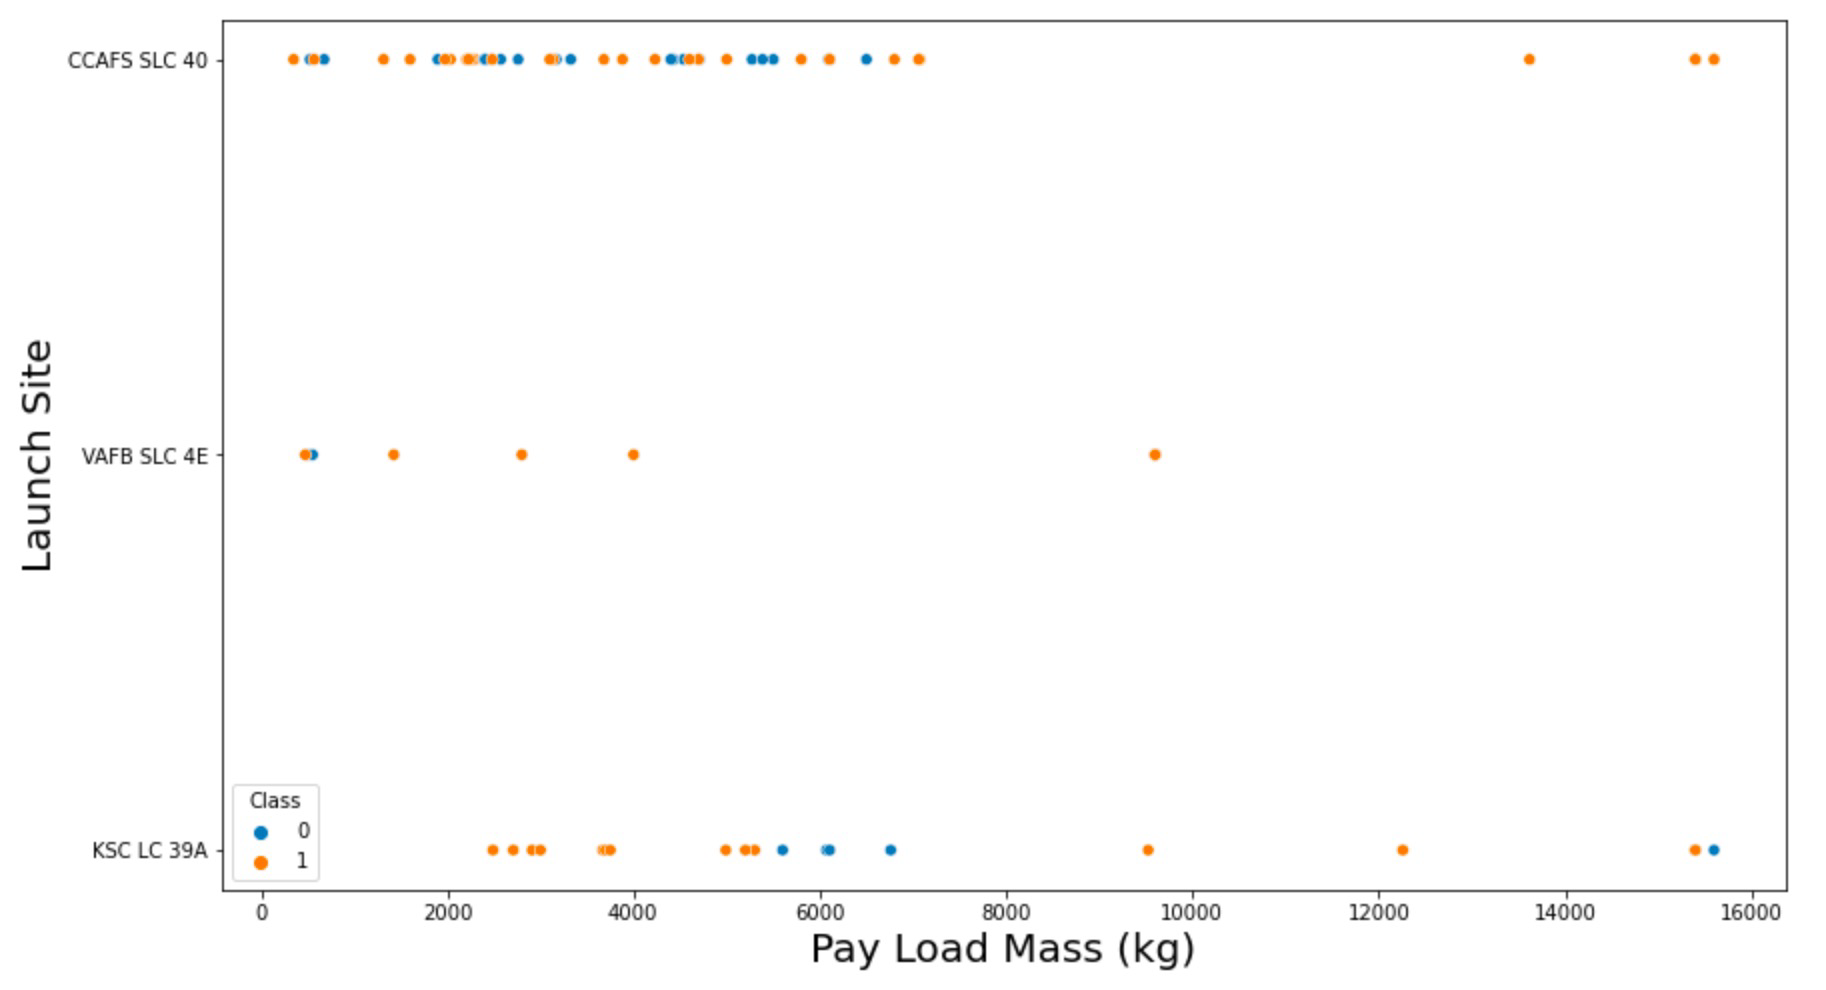 CCAFS SLC 40
VAFB SLC 4E
KSC LC 39A
Launch Site
Class
0
1
0 2000 4000 6000 8000 10000 12000 14000 16000
Pay Load Mass (kg)